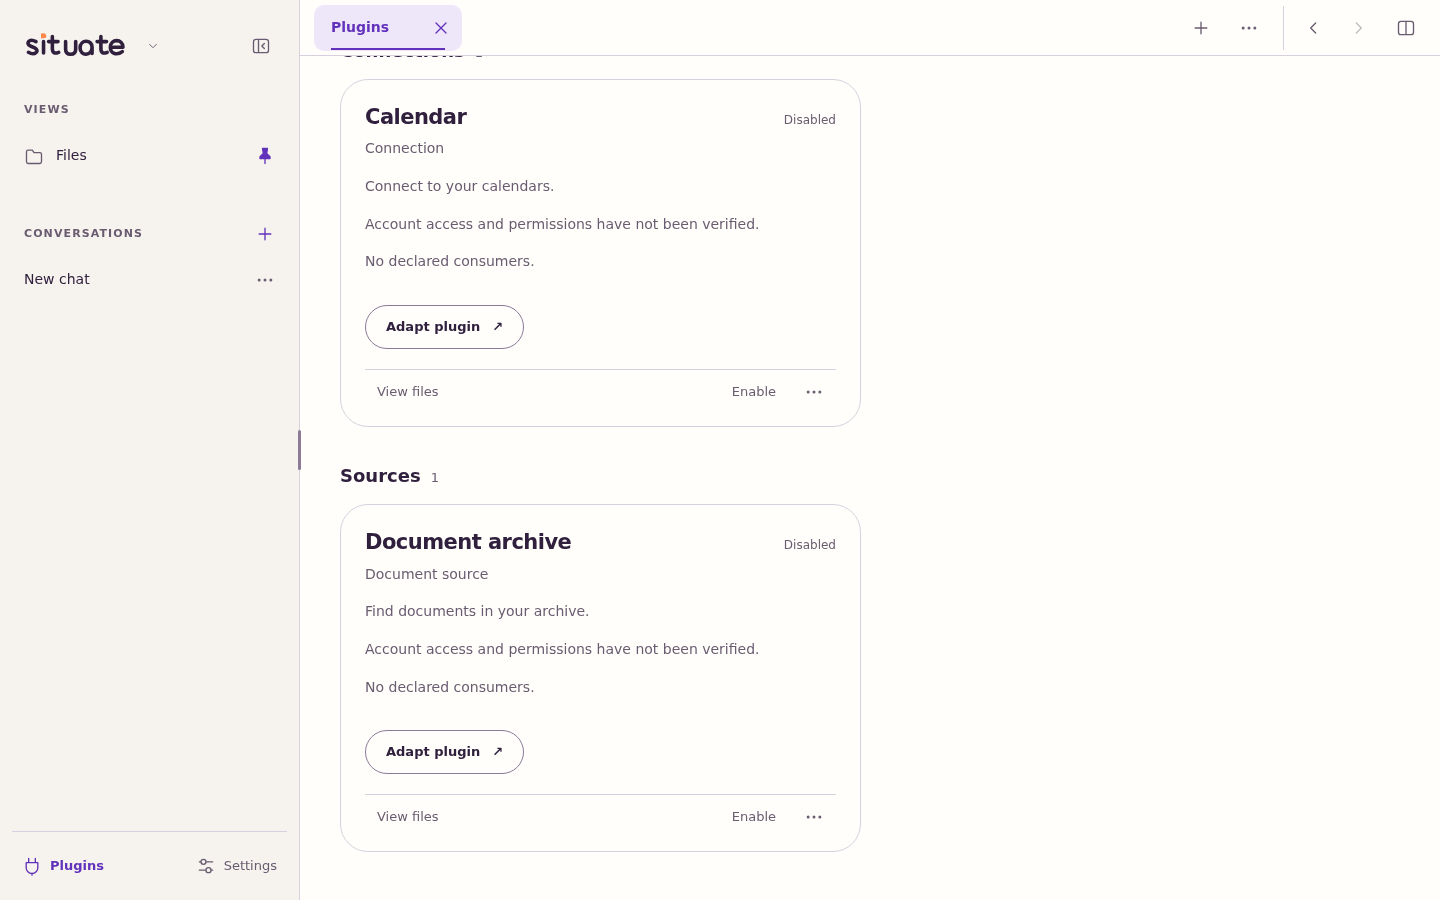 situate
Plugins
VIEWS
Files
CONVERSATIONS
New chat
Calendar
Disabled
Connection
Connect to your calendars.
Account access and permissions have not been verified.
No declared consumers.
Adapt plugin ↗
View files
Enable
Sources 1
Document archive
Disabled
Document source
Find documents in your archive.
Account access and permissions have not been verified.
No declared consumers.
Adapt plugin ↗
View files
Enable
Plugins
Settings